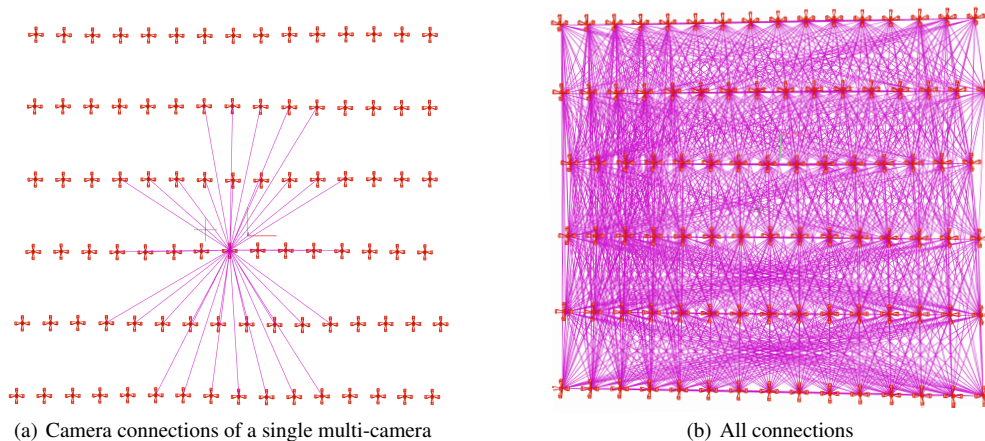 (a) Camera connections of a single multi-camera
(b) All connections